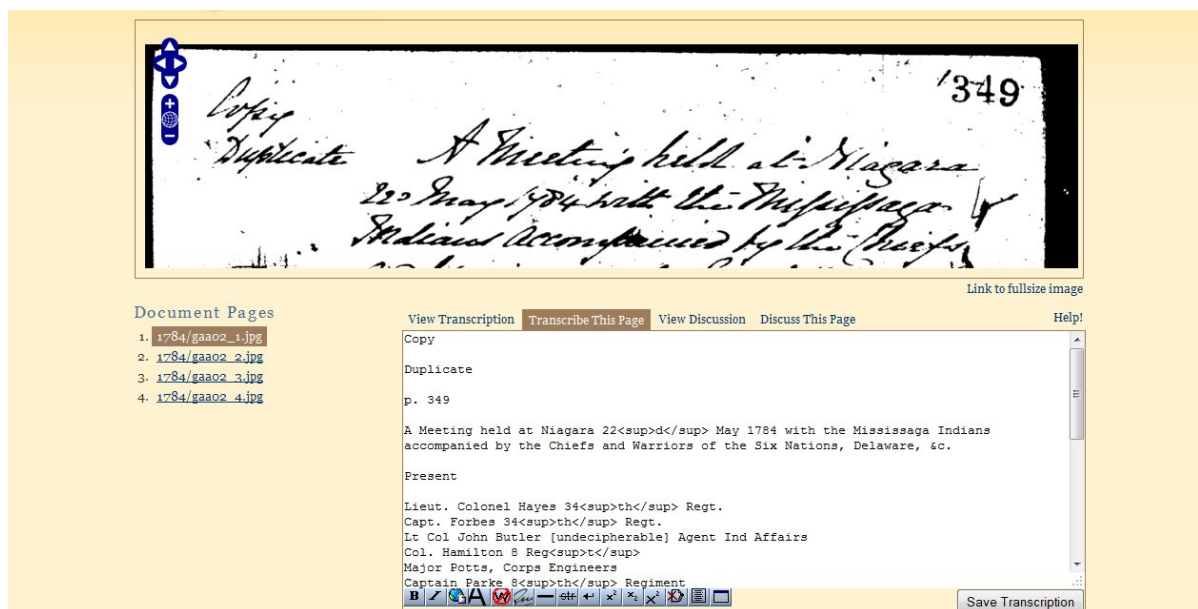 1349
Copy
Duplicate
A Meeting held at Niagara
22d May 1784 with the Mississaga
Indians accompanied by the Chiefs
Link to fullsize image
Document Pages
1. 1784/gaa02_1.jpg
2. 1784/gaa02_2.jpg
3. 1784/gaa02_3.jpg
4. 1784/gaa02_4.jpg
View Transcription Transcribe This Page View Discussion Discuss This Page Help!
Copy
Duplicate
p. 349
A Meeting held at Niagara 22<sup>d</sup> May 1784 with the Mississaga Indians
accompanied by the Chiefs and Warriors of the Six Nations, Delaware, &c.
Present
Lieut. Colonel Hayes 34<sup>th</sup> Regt.
Capt. Forbes 34<sup>th</sup> Regt.
Lt Col John Butler [undecipherable] Agent Ind Affairs
Col. Hamilton 8 Reg<sup>t</sup>
Major Potts, Corps Engineers
Captain Parke 8<sup>th</sup> Regiment
Save Transcription